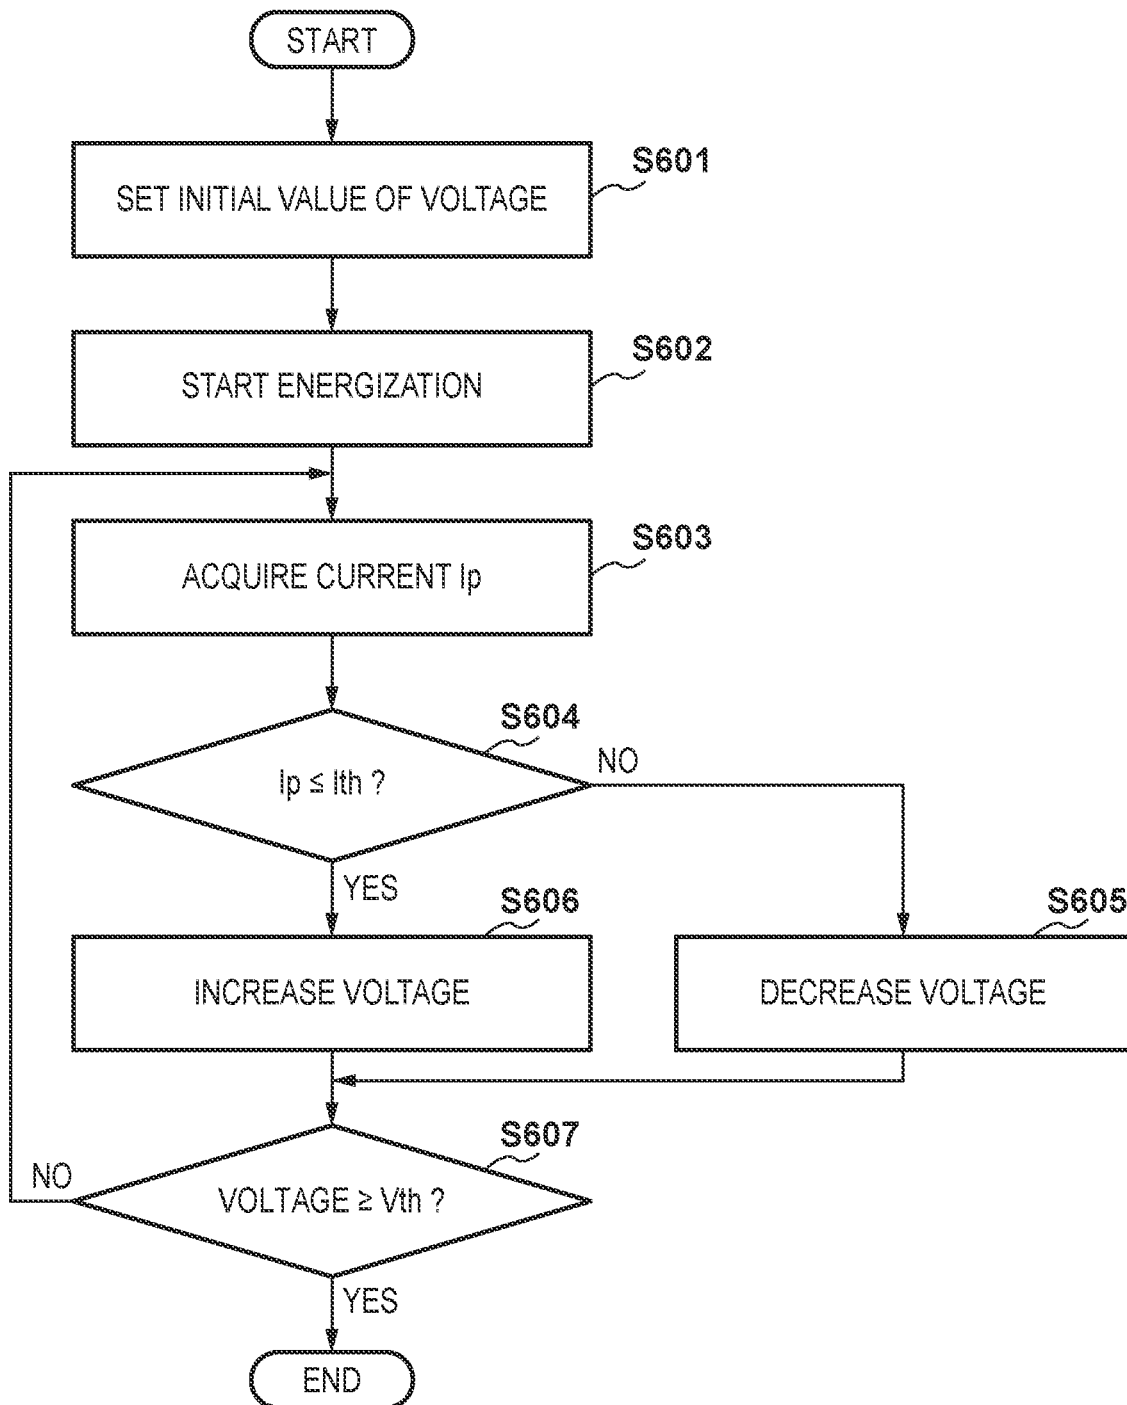 START
S601
SET INITIAL VALUE OF VOLTAGE
S602
START ENERGIZATION
S603
ACQUIRE CURRENT Ip
S604
Ip ≤ Ith ?
NO
YES
S606
INCREASE VOLTAGE
S605
DECREASE VOLTAGE
S607
VOLTAGE ≥ Vth ?
NO
YES
END